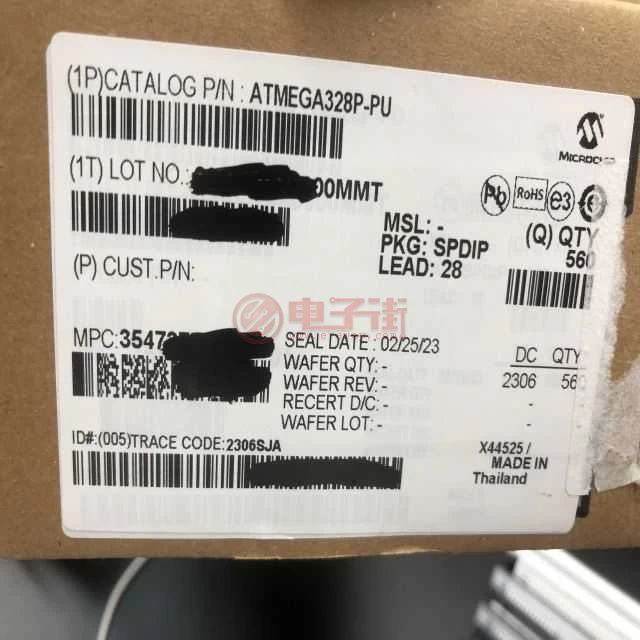 (1P)CATALOG P/N : ATMEGA328P-PU
MICROCHIP
(1T) LOT NO.: 00MMT
Pb RoHS e3
MSL: -
PKG: SPDIP
LEAD: 28
(Q) QTY
560
(P) CUST.P/N:
电子街
MPC:3547
SEAL DATE : 02/25/23
WAFER QTY: -
WAFER REV: -
RECERT D/C: -
WAFER LOT: -
DC QTY
2306 560
-
-
-
-
ID#:(005)TRACE CODE:2306SJA
X44525 /
MADE IN
Thailand